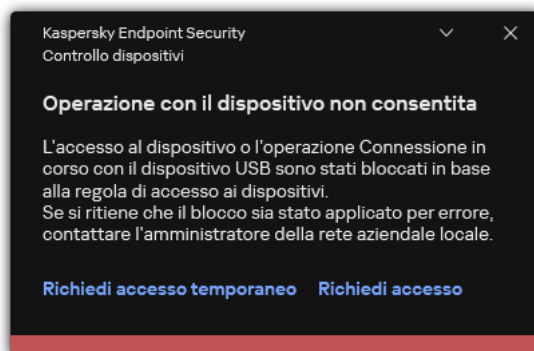 Kaspersky Endpoint Security
Controllo dispositivi
Operazione con il dispositivo non consentita
L'accesso al dispositivo o l'operazione Connessione in
corso con il dispositivo USB sono stati bloccati in base
alla regola di accesso ai dispositivi.
Se si ritiene che il blocco sia stato applicato per errore,
contattare l'amministratore della rete aziendale locale.
Richiedi accesso temporaneo Richiedi accesso